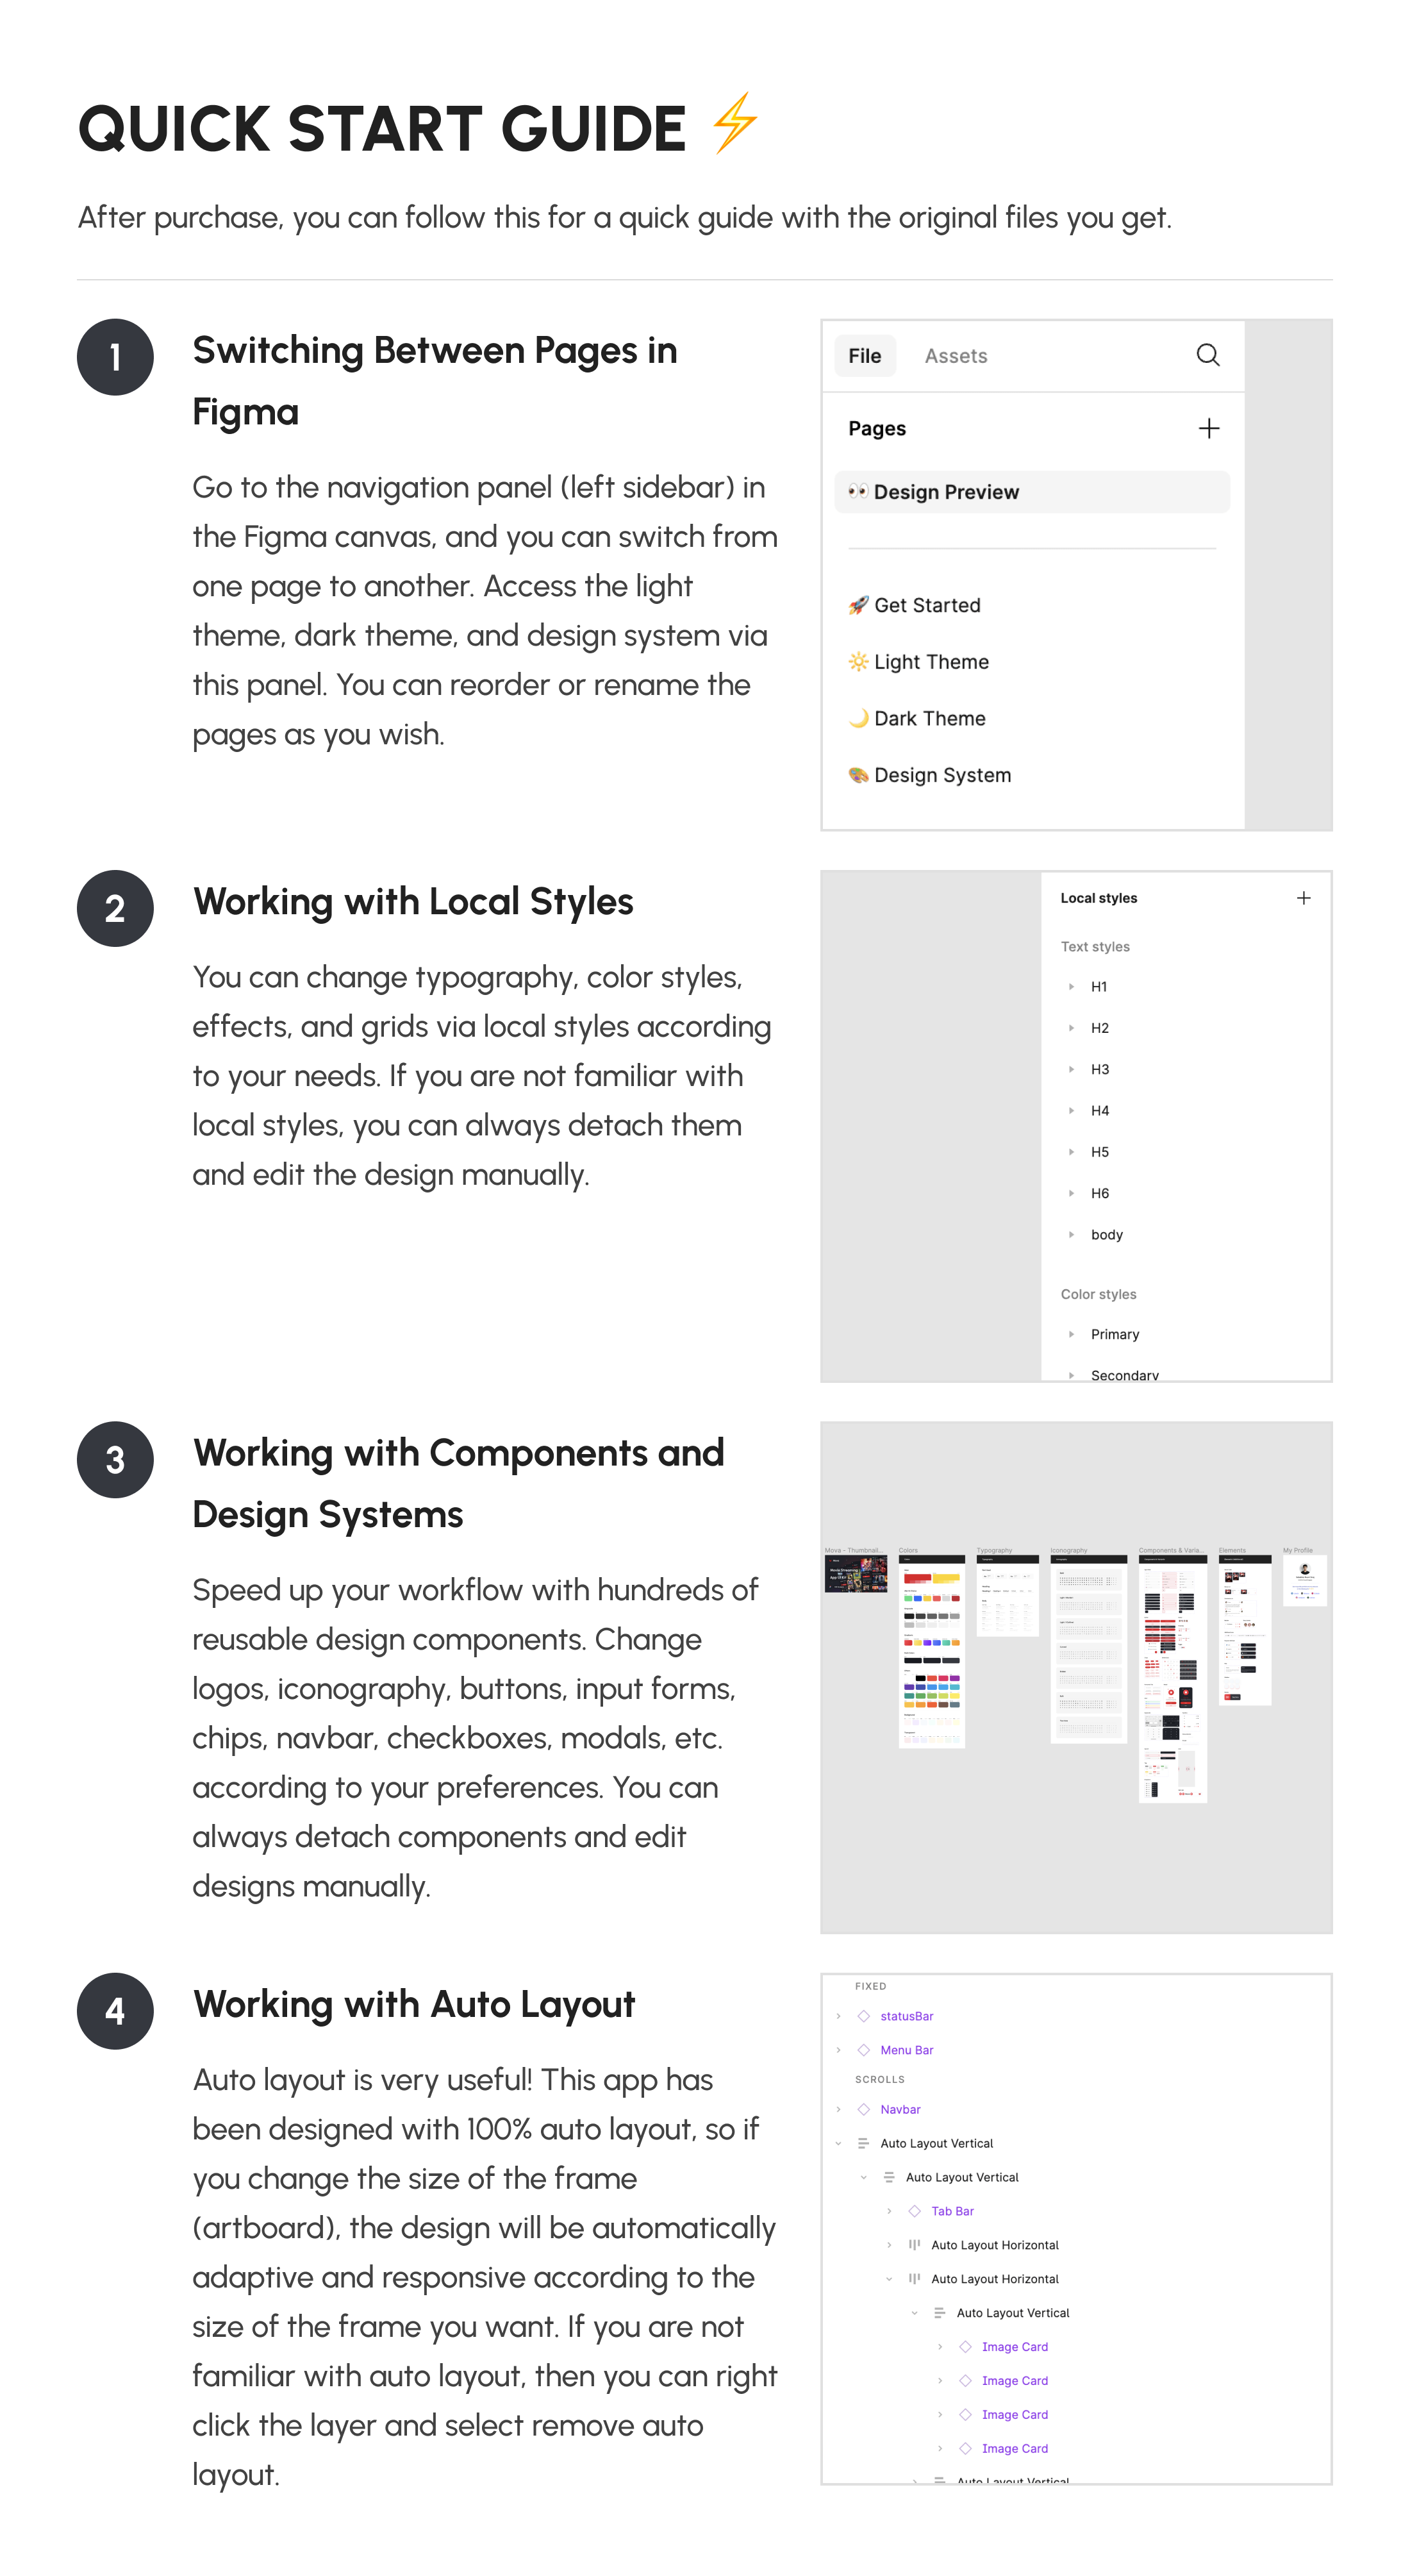 QUICK START GUIDE ⚡
After purchase, you can follow this for a quick guide with the original files you get.
1
Switching Between Pages in
Figma
Go to the navigation panel (left sidebar) in
the Figma canvas, and you can switch from
one page to another. Access the light
theme, dark theme, and design system via
this panel. You can reorder or rename the
pages as you wish.
File Assets
Pages
👀 Design Preview
🚀 Get Started
🔆 Light Theme
🌙 Dark Theme
🎨 Design System
2
Working with Local Styles
You can change typography, color styles,
effects, and grids via local styles according
to your needs. If you are not familiar with
local styles, you can always detach them
and edit the design manually.
Local styles
Text styles
H1
H2
H3
H4
H5
H6
body
Color styles
Primary
Secondary
3
Working with Components and
Design Systems
Speed up your workflow with hundreds of
reusable design components. Change
logos, iconography, buttons, input forms,
chips, navbar, checkboxes, modals, etc.
according to your preferences. You can
always detach components and edit
designs manually.
Mova - Thumbnail...
Colors
Typography
Iconography
Components & Varia...
Elements
My Profile
4
Working with Auto Layout
Auto layout is very useful! This app has
been designed with 100% auto layout, so if
you change the size of the frame
(artboard), the design will be automatically
adaptive and responsive according to the
size of the frame you want. If you are not
familiar with auto layout, then you can right
click the layer and select remove auto
layout.
FIXED
statusBar
Menu Bar
SCROLLS
Navbar
Auto Layout Vertical
Auto Layout Vertical
Tab Bar
Auto Layout Horizontal
Auto Layout Horizontal
Auto Layout Vertical
Image Card
Image Card
Image Card
Image Card
Auto Layout Vertical